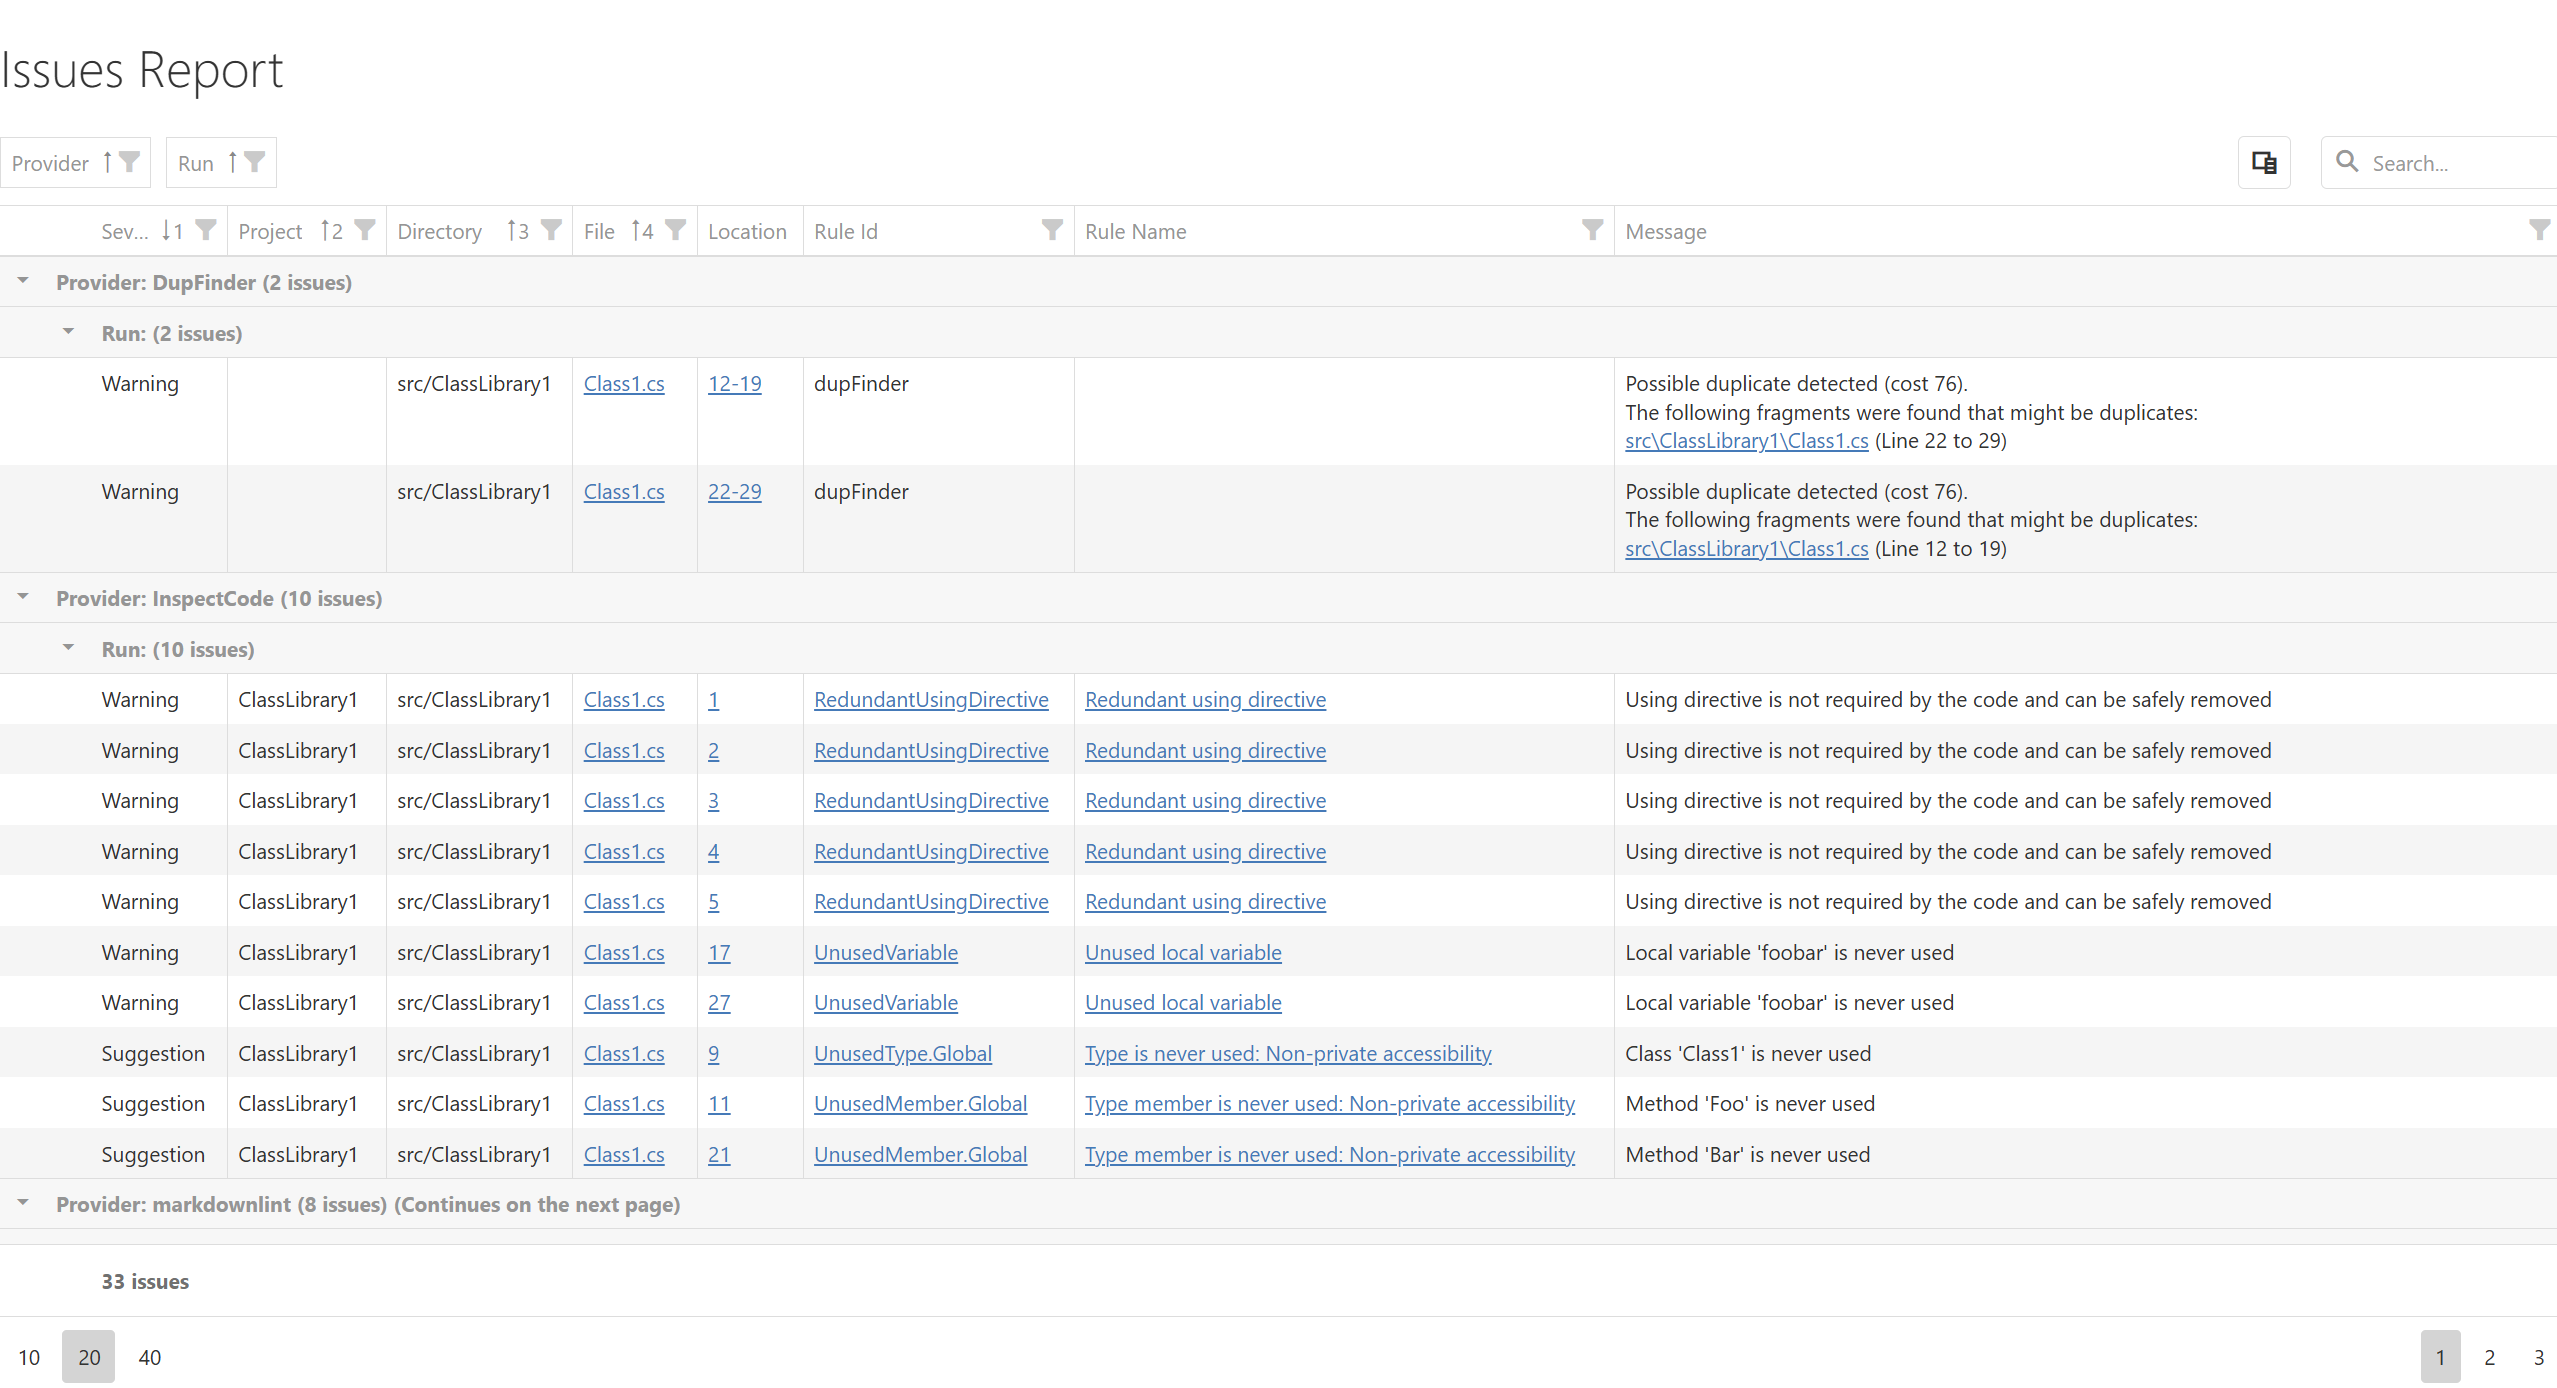 Issues Report
Provider Run Search...
Sev... 1 Project 2 Directory 3 File 4 Location Rule Id Rule Name Message
Provider: DupFinder (2 issues)
Run: (2 issues)
Warning src/ClassLibrary1 Class1.cs 12-19 dupFinder Possible duplicate detected (cost 76).
The following fragments were found that might be duplicates:
src\ClassLibrary1\Class1.cs (Line 22 to 29)
Warning src/ClassLibrary1 Class1.cs 22-29 dupFinder Possible duplicate detected (cost 76).
The following fragments were found that might be duplicates:
src\ClassLibrary1\Class1.cs (Line 12 to 19)
Provider: InspectCode (10 issues)
Run: (10 issues)
Warning ClassLibrary1 src/ClassLibrary1 Class1.cs 1 RedundantUsingDirective Redundant using directive Using directive is not required by the code and can be safely removed
Warning ClassLibrary1 src/ClassLibrary1 Class1.cs 2 RedundantUsingDirective Redundant using directive Using directive is not required by the code and can be safely removed
Warning ClassLibrary1 src/ClassLibrary1 Class1.cs 3 RedundantUsingDirective Redundant using directive Using directive is not required by the code and can be safely removed
Warning ClassLibrary1 src/ClassLibrary1 Class1.cs 4 RedundantUsingDirective Redundant using directive Using directive is not required by the code and can be safely removed
Warning ClassLibrary1 src/ClassLibrary1 Class1.cs 5 RedundantUsingDirective Redundant using directive Using directive is not required by the code and can be safely removed
Warning ClassLibrary1 src/ClassLibrary1 Class1.cs 17 UnusedVariable Unused local variable Local variable 'foobar' is never used
Warning ClassLibrary1 src/ClassLibrary1 Class1.cs 27 UnusedVariable Unused local variable Local variable 'foobar' is never used
Suggestion ClassLibrary1 src/ClassLibrary1 Class1.cs 9 UnusedType.Global Type is never used: Non-private accessibility Class 'Class1' is never used
Suggestion ClassLibrary1 src/ClassLibrary1 Class1.cs 11 UnusedMember.Global Type member is never used: Non-private accessibility Method 'Foo' is never used
Suggestion ClassLibrary1 src/ClassLibrary1 Class1.cs 21 UnusedMember.Global Type member is never used: Non-private accessibility Method 'Bar' is never used
Provider: markdownlint (8 issues) (Continues on the next page)
33 issues
10 20 40 1 2 3